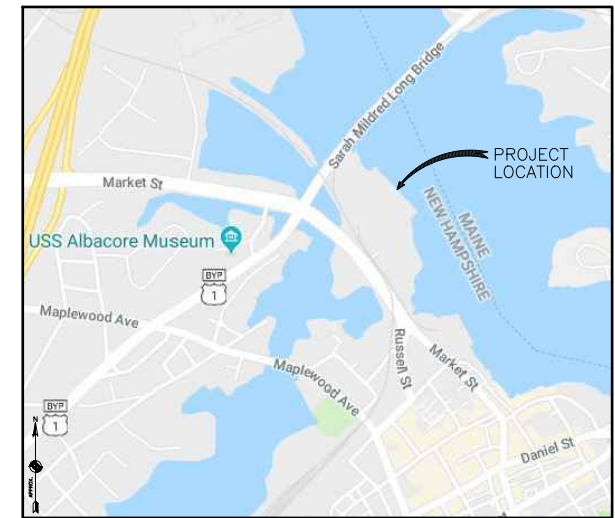 Sarah Mildred Long Bridge
PROJECT
LOCATION
Market St
MAINE
NEW HAMPSHIRE
USS Albacore Museum
BYP
1
Maplewood Ave
Russell St
Market St
Maplewood Ave
BYP
1
Daniel St
N
APPROX.